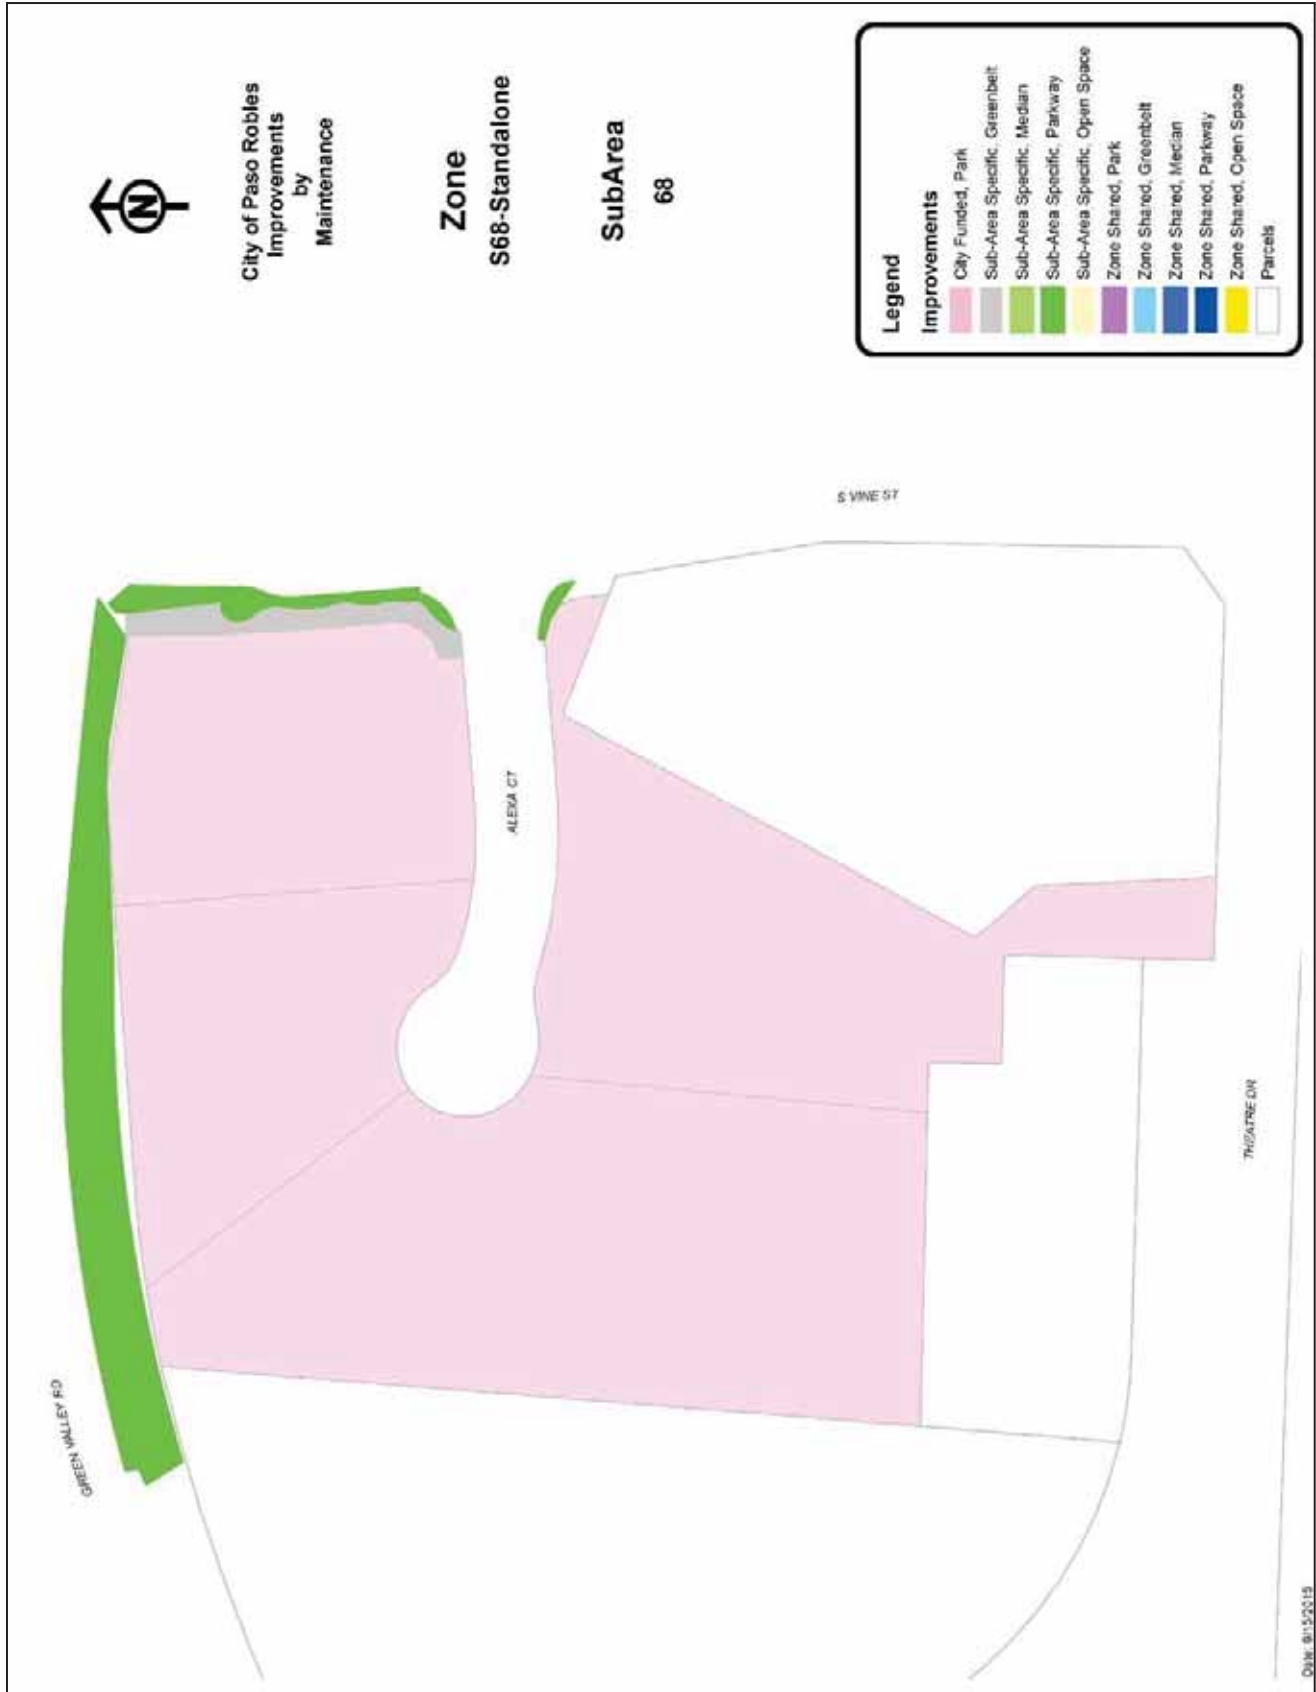 N
City of Paso Robles
Improvements
by
Maintenance
Zone
S68-Standalone
SubArea
68
Legend
Improvements
City Funded, Park
Sub-Area Specific, Greenbelt
Sub-Area Specific, Median
Sub-Area Specific, Parkway
Sub-Area Specific, Open Space
Zone Shared, Park
Zone Shared, Greenbelt
Zone Shared, Median
Zone Shared, Parkway
Zone Shared, Open Space
Parcels
GREEN VALLEY RD
ALEXA CT
S VINE ST
THEATRE DR
Date: